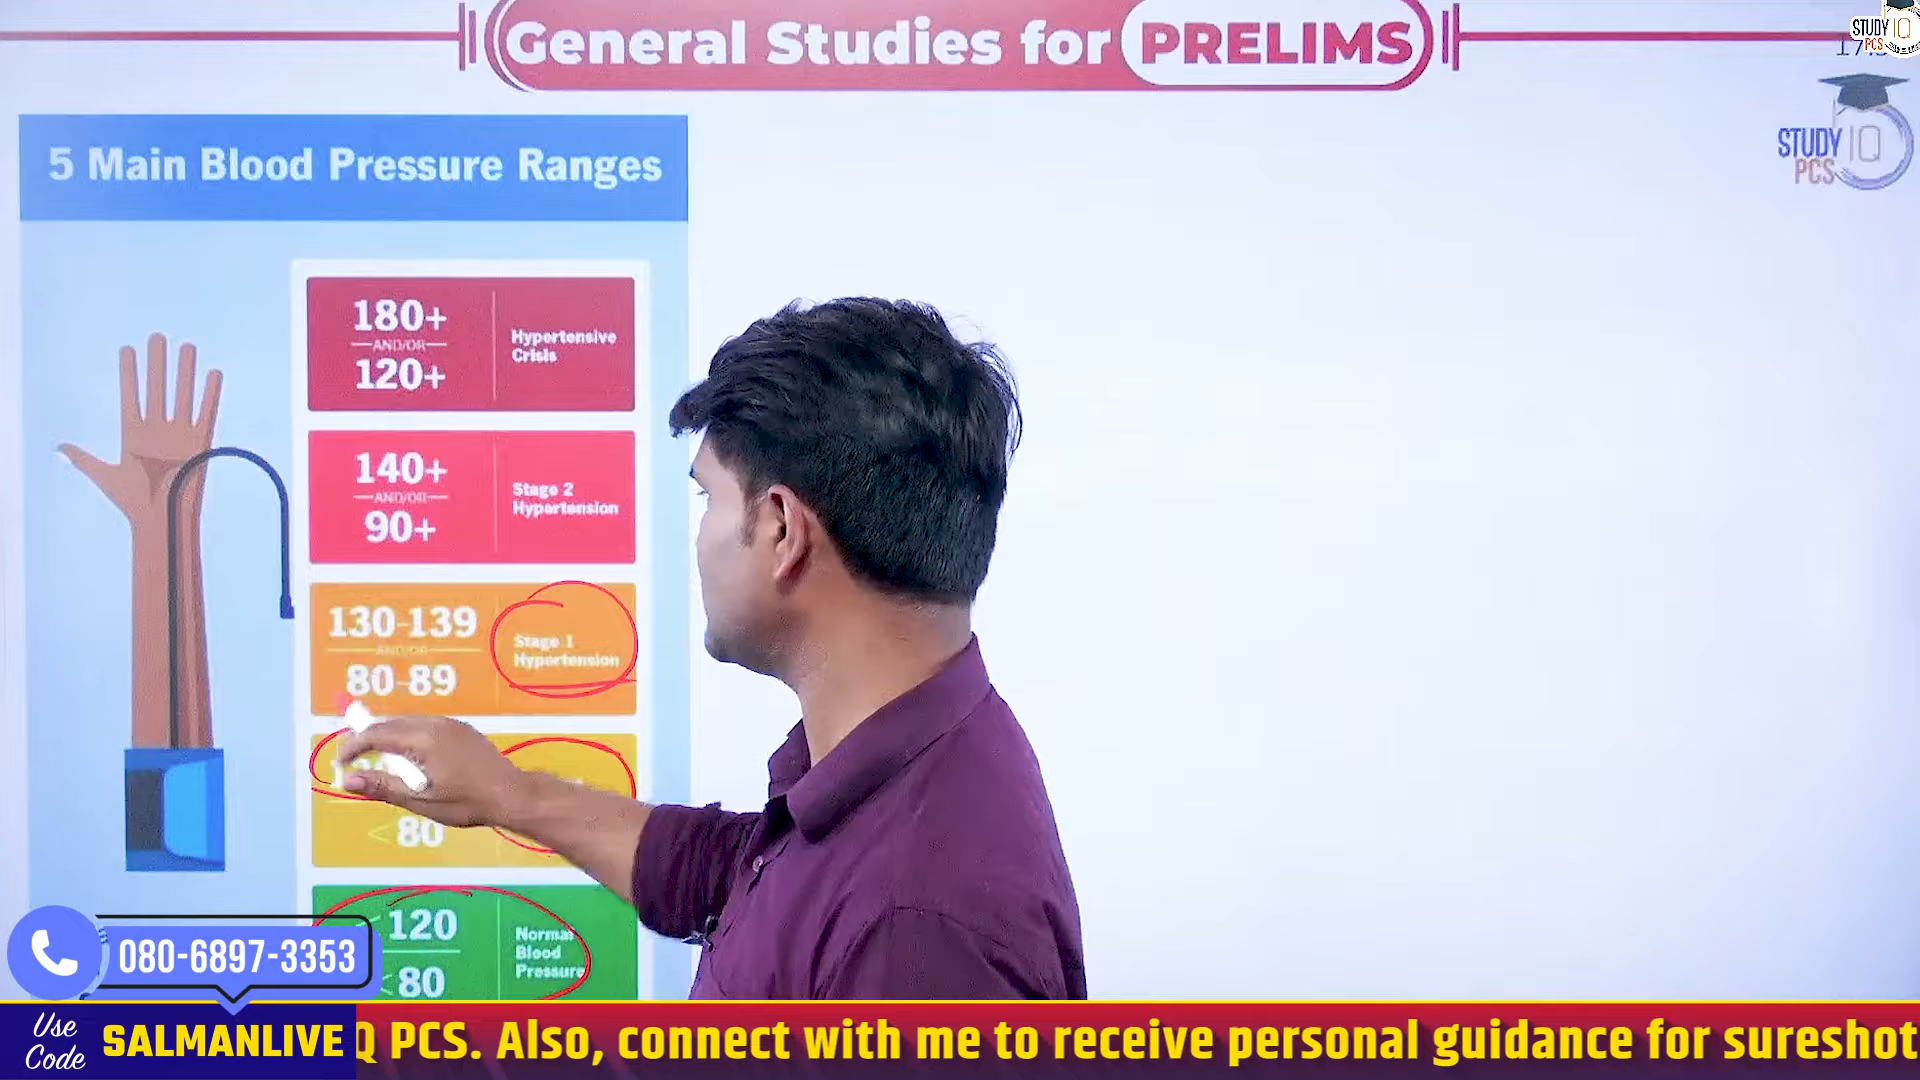 General Studies for PRELIMS
STUDY IQ
PCS
STUDY IQ
PCS
5 Main Blood Pressure Ranges
180+
AND/OR
120+
Hypertensive
Crisis
140+
AND/OR
90+
Stage 2
Hypertension
130-139
AND/OR
80-89
Stage 1
Hypertension
<80
<120
<80
Normal
Blood
Pressure
080-6897-3353
Use
Code
SALMANLIVE
Q PCS. Also, connect with me to receive personal guidance for sureshot